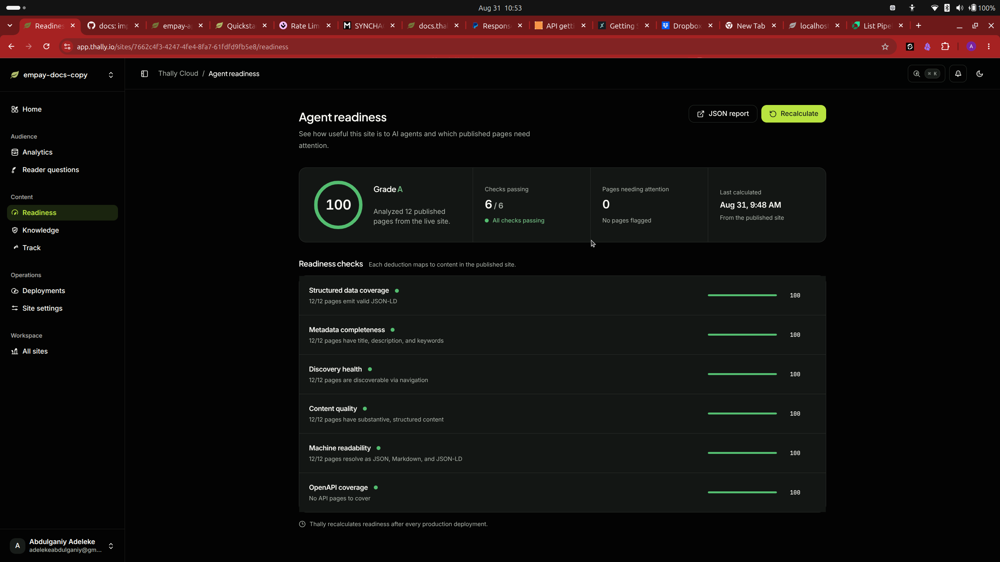 Aug 31 10:53
100%
Readines
docs: imp
empay-a
Quicksta
Rate Lim
SYNCHA
docs.thal
Respons
API getti
Getting S
Dropbox
New Tab
localhost
List Pipel
app.thally.io/sites/7662c4f3-4247-4fe4-8fa7-61fdfd9fb5e8/readiness
A
empay-docs-copy
Thally Cloud / Agent readiness
⌘ K
Home
Audience
Analytics
Reader questions
Content
Readiness
Knowledge
Track
Operations
Deployments
Site settings
Workspace
All sites
A
Abdulganiy Adeleke
adelekeabdulganiy@gm...
Agent readiness
See how useful this site is to AI agents and which published pages need
attention.
JSON report
Recalculate
100
Grade A
Analyzed 12 published
pages from the live site.
Checks passing
6 / 6
All checks passing
Pages needing attention
0
No pages flagged
Last calculated
Aug 31, 9:48 AM
From the published site
Readiness checks Each deduction maps to content in the published site.
Structured data coverage
12/12 pages emit valid JSON-LD
100
Metadata completeness
12/12 pages have title, description, and keywords
100
Discovery health
12/12 pages are discoverable via navigation
100
Content quality
12/12 pages have substantive, structured content
100
Machine readability
12/12 pages resolve as JSON, Markdown, and JSON-LD
100
OpenAPI coverage
No API pages to cover
100
Thally recalculates readiness after every production deployment.